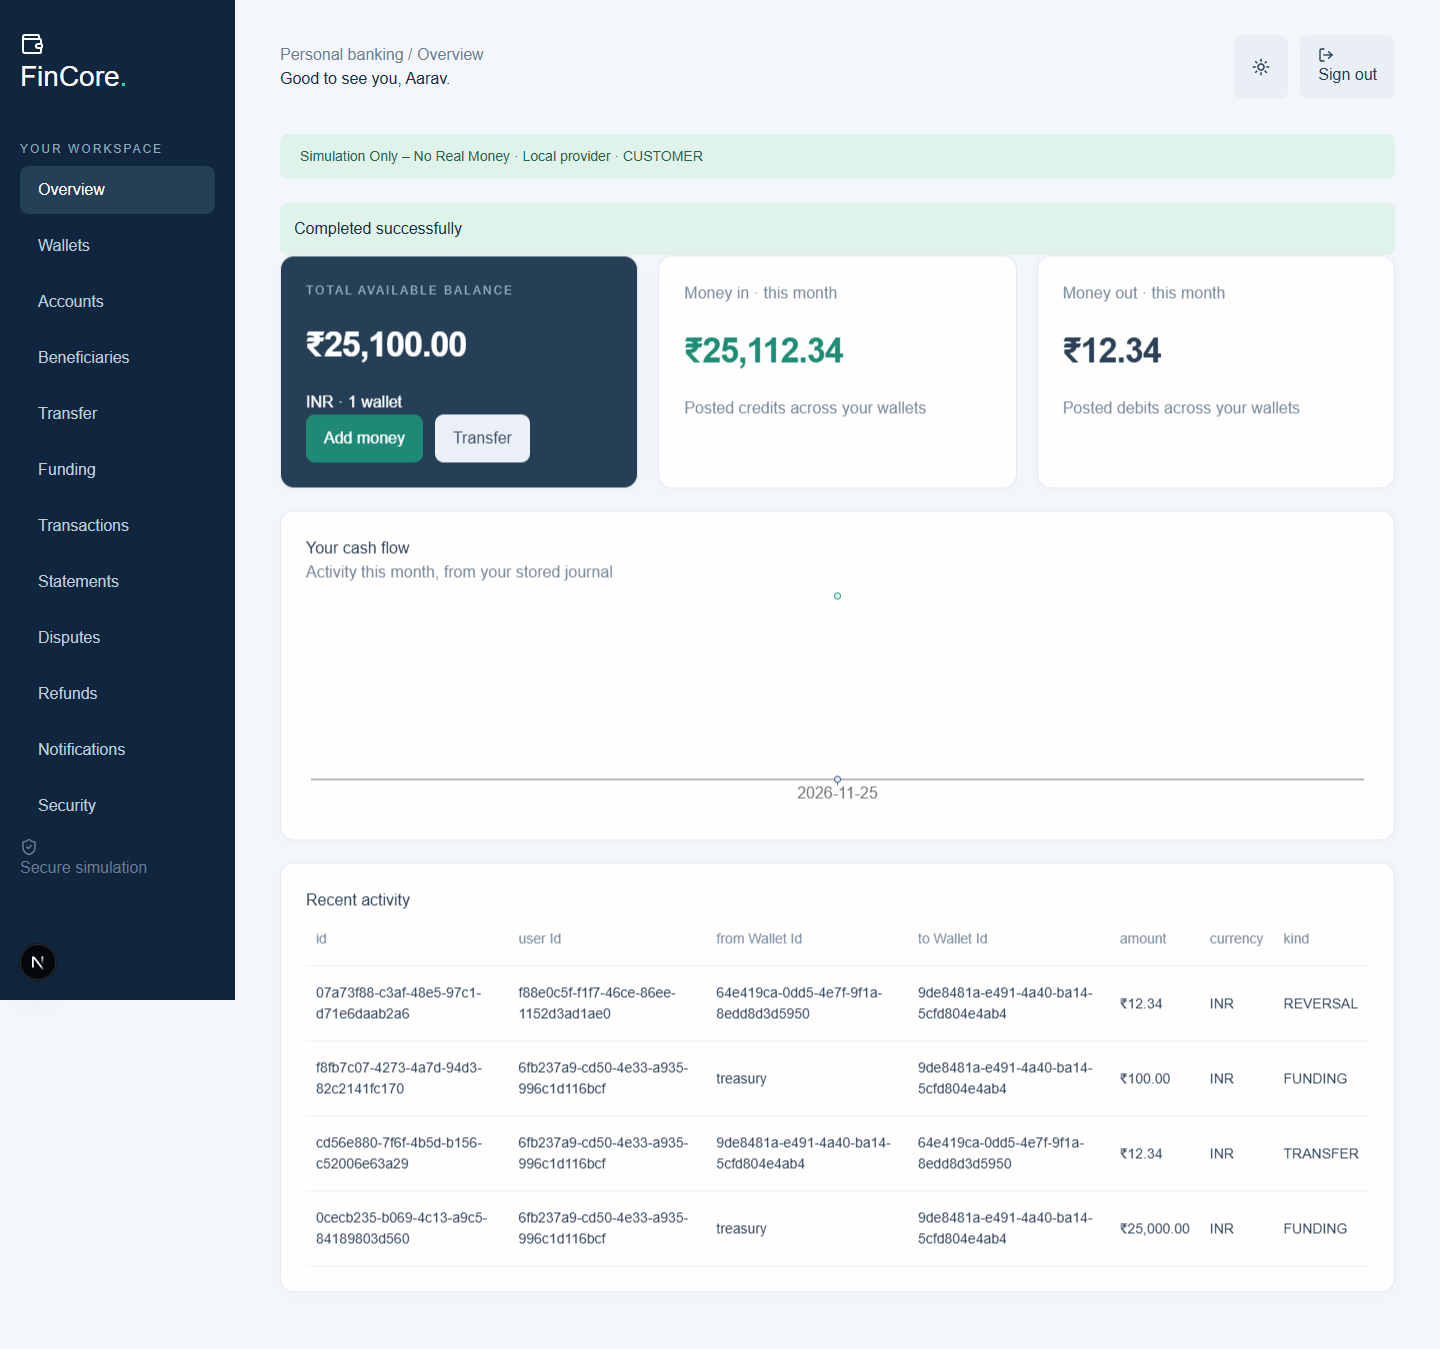 FinCore.
YOUR WORKSPACE
Overview
Wallets
Accounts
Beneficiaries
Transfer
Funding
Transactions
Statements
Disputes
Refunds
Notifications
Security
Secure simulation
N
Personal banking / Overview
Good to see you, Aarav.
Sign out
Simulation Only – No Real Money · Local provider · CUSTOMER
Completed successfully
TOTAL AVAILABLE BALANCE
₹25,100.00
INR · 1 wallet
Add money
Transfer
Money in · this month
₹25,112.34
Posted credits across your wallets
Money out · this month
₹12.34
Posted debits across your wallets
Your cash flow
Activity this month, from your stored journal
2026-11-25
Recent activity
id user Id from Wallet Id to Wallet Id amount currency kind
07a73f88-c3af-48e5-97c1- f88e0c5f-f1f7-46ce-86ee- 64e419ca-0dd5-4e7f-9f1a- 9de8481a-e491-4a40-ba14-
d71e6daab2a6 1152d3ad1ae0 8edd8d3d5950 5cfd804e4ab4 ₹12.34 INR REVERSAL
f8fb7c07-4273-4a7d-94d3- 6fb237a9-cd50-4e33-a935- treasury 9de8481a-e491-4a40-ba14-
82c2141fc170 996c1d116bcf 5cfd804e4ab4 ₹100.00 INR FUNDING
cd56e880-7f6f-4b5d-b156- 6fb237a9-cd50-4e33-a935- 9de8481a-e491-4a40-ba14- 64e419ca-0dd5-4e7f-9f1a-
c52006e63a29 996c1d116bcf 5cfd804e4ab4 8edd8d3d5950 ₹12.34 INR TRANSFER
0cecb235-b069-4c13-a9c5- 6fb237a9-cd50-4e33-a935- treasury 9de8481a-e491-4a40-ba14-
84189803d560 996c1d116bcf 5cfd804e4ab4 ₹25,000.00 INR FUNDING